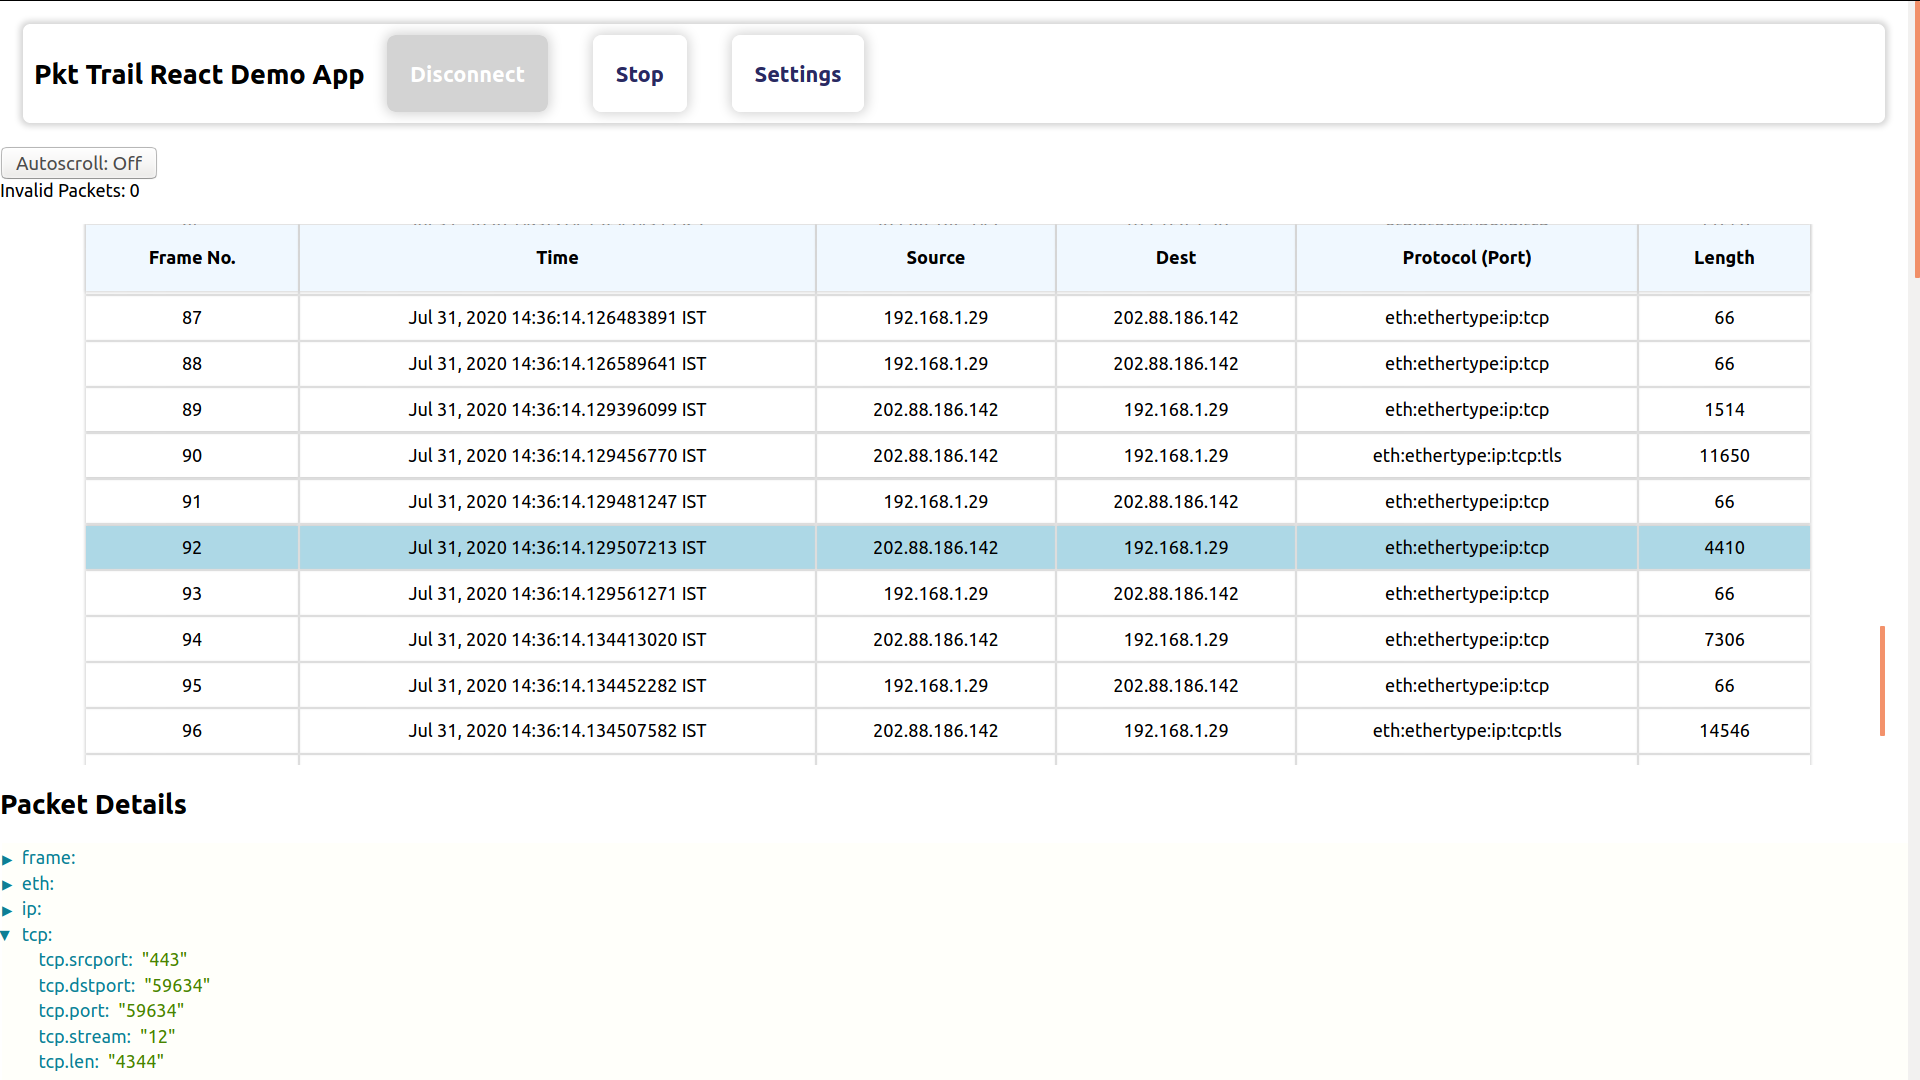 Pkt Trail React Demo App Disconnect Stop Settings
Autoscroll: Off
Invalid Packets: 0
Frame No. Time Source Dest Protocol (Port) Length
87 Jul 31, 2020 14:36:14.126483891 IST 192.168.1.29 202.88.186.142 eth:ethertype:ip:tcp 66
88 Jul 31, 2020 14:36:14.126589641 IST 192.168.1.29 202.88.186.142 eth:ethertype:ip:tcp 66
89 Jul 31, 2020 14:36:14.129396099 IST 202.88.186.142 192.168.1.29 eth:ethertype:ip:tcp 1514
90 Jul 31, 2020 14:36:14.129456770 IST 202.88.186.142 192.168.1.29 eth:ethertype:ip:tcp:tls 11650
91 Jul 31, 2020 14:36:14.129481247 IST 192.168.1.29 202.88.186.142 eth:ethertype:ip:tcp 66
92 Jul 31, 2020 14:36:14.129507213 IST 202.88.186.142 192.168.1.29 eth:ethertype:ip:tcp 4410
93 Jul 31, 2020 14:36:14.129561271 IST 192.168.1.29 202.88.186.142 eth:ethertype:ip:tcp 66
94 Jul 31, 2020 14:36:14.134413020 IST 202.88.186.142 192.168.1.29 eth:ethertype:ip:tcp 7306
95 Jul 31, 2020 14:36:14.134452282 IST 192.168.1.29 202.88.186.142 eth:ethertype:ip:tcp 66
96 Jul 31, 2020 14:36:14.134507582 IST 202.88.186.142 192.168.1.29 eth:ethertype:ip:tcp:tls 14546
Packet Details
frame:
eth:
ip:
tcp:
tcp.srcport: "443"
tcp.dstport: "59634"
tcp.port: "59634"
tcp.stream: "12"
tcp.len: "4344"